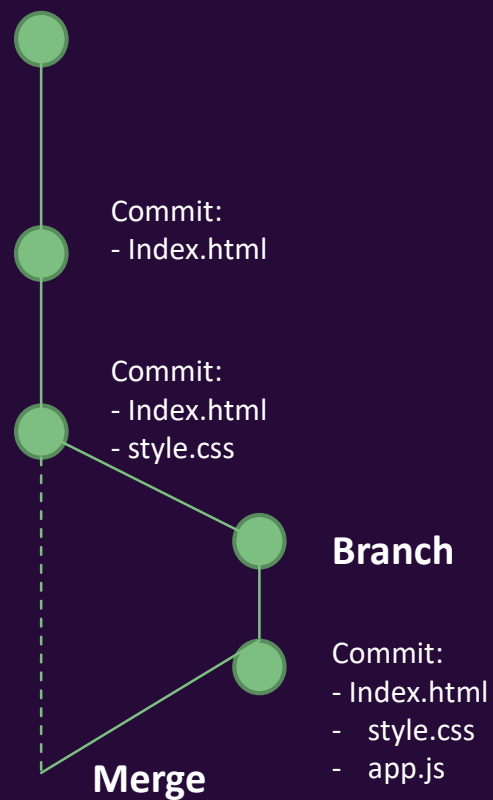 Commit:
- Index.html
Commit:
- Index.html
- style.css
Branch
Commit:
- Index.html
- style.css
- app.js
Merge